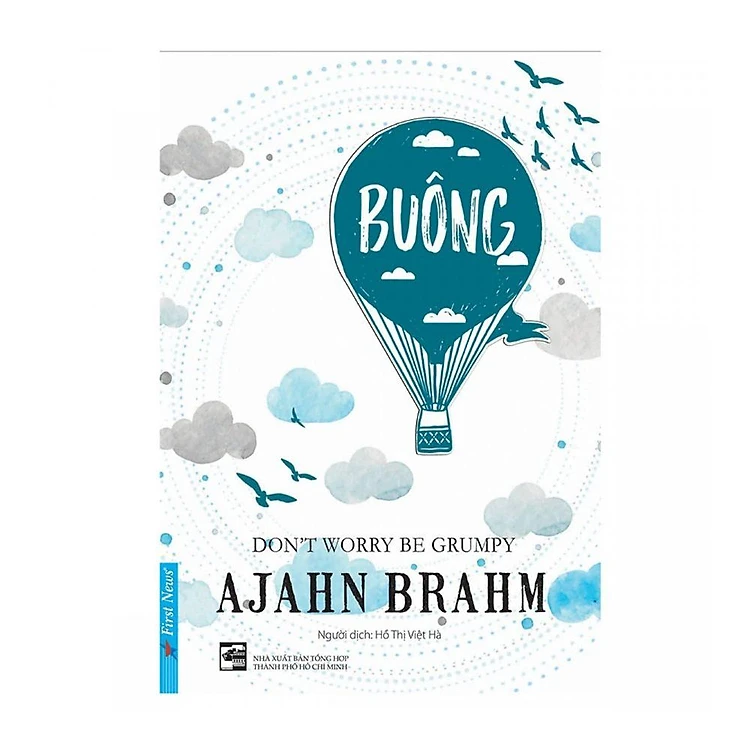 BUÔNG
DON'T WORRY BE GRUMPY
AJAHN BRAHM
Người dịch: Hồ Thị Việt Hà
First News
NHÀ XUẤT BẢN TỔNG HỢP
THÀNH PHỐ HỒ CHÍ MINH